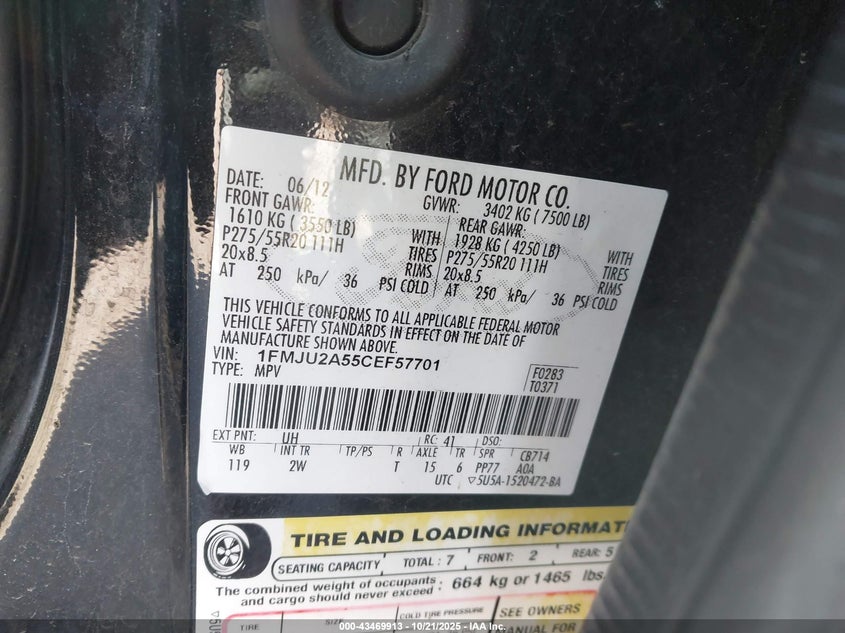 MFD. BY FORD MOTOR CO.
DATE: 06/12 GVWR: 3402 KG ( 7500 LB)
FRONT GAWR: REAR GAWR:
1610 KG ( 3550 LB) WITH 1928 KG ( 4250 LB) WITH
P275/55R20 111H TIRES P275/55R20 111H TIRES
20x8.5 RIMS 20x8.5 RIMS
AT 250 kPa/ 36 PSI COLD AT 250 kPa/ 36 PSI COLD
THIS VEHICLE CONFORMS TO ALL APPLICABLE FEDERAL MOTOR
VEHICLE SAFETY STANDARDS IN EFFECT ON THE DATE OF
MANUFACTURE SHOWN ABOVE.
VIN: 1FMJU2A55CEF57701
TYPE: MPV
F0283
T0371
EXT PNT: UH RC: 41 DSO:
WB INT TR TP/PS R AXLE TR SPR CB714
119 2W T 15 6 PP77 A0A
UTC ▽5U5A-1520472-BA
TIRE AND LOADING INFORMAT
SEATING CAPACITY TOTAL : 7 FRONT: 2 REAR: 5
The combined weight of occupants
and cargo should never exceed : 664 kg or 1465 lbs.
TIRE SIZE COLD TIRE PRESSURE SEE OWNERS
MANUAL FOR
000-43469913 - 10/21/2025 - IAA Inc.